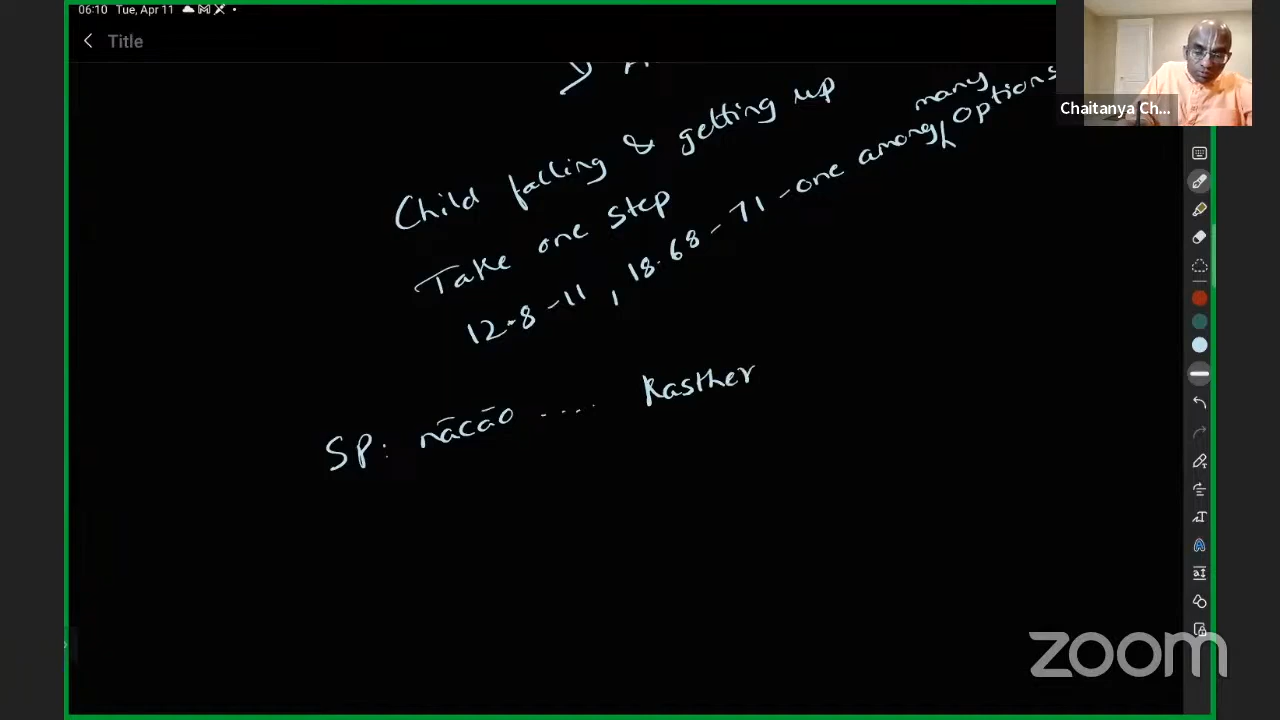 06:10 Tue, Apr 11
Title
Chaitanya Ch...
Child falling & getting up
Take one step
12.8-11, 18.68-71 - one among many options
SP: nācāo .... Kasther
zoom